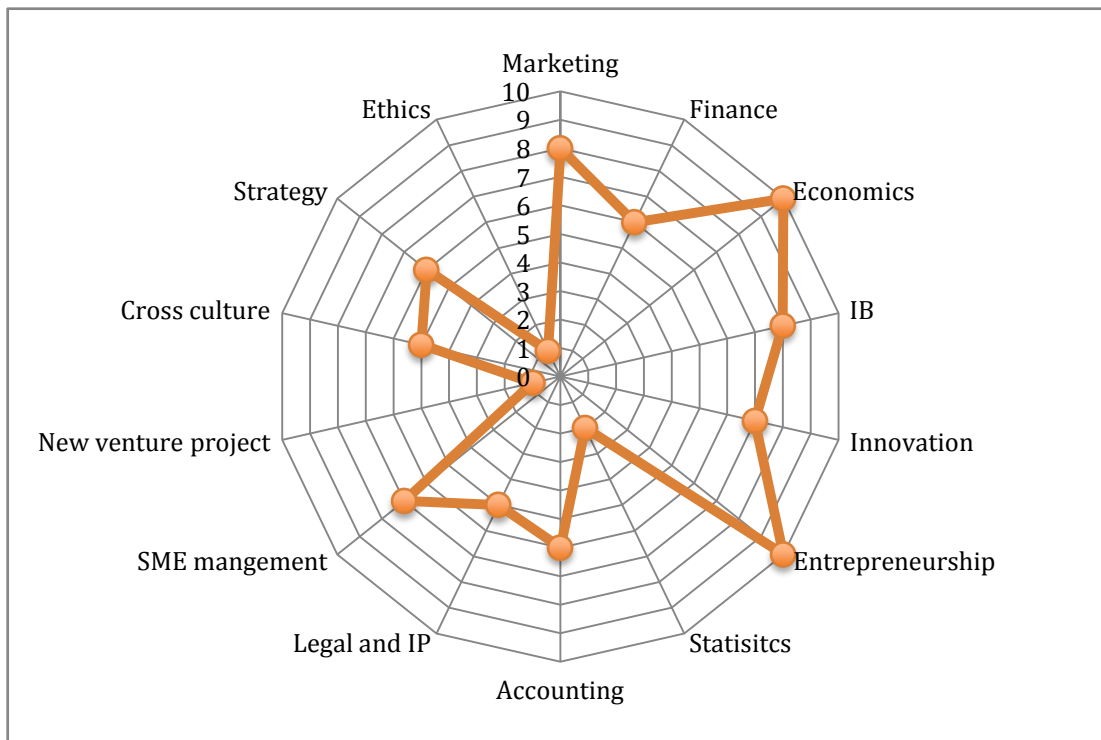 Marketing
Finance
Economics
IB
Innovation
Entrepreneurship
Statisitcs
Accounting
Legal and IP
SME mangement
New venture project
Cross culture
Strategy
Ethics
10
9
8
7
6
5
4
3
2
1
0